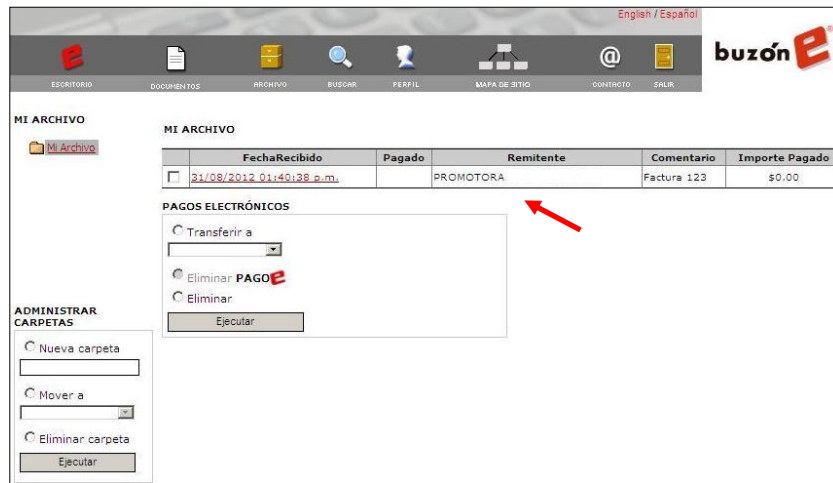 English / Español
buzón e
ESCRITORIO DOCUMENTOS ARCHIVO BUSCAR PERFIL MAPA DE SITIO CONTACTO SALIR
MI ARCHIVO
Mi Archivo
MI ARCHIVO
FechaRecibido Pagado Remitente Comentario Importe Pagado
31/08/2012 01:40:38 p.m. PROMOTORA Factura 123 $0.00
PAGOS ELECTRÓNICOS
Transferir a
Eliminar PAGOe
Eliminar
Ejecutar
ADMINISTRAR
CARPETAS
Nueva carpeta
Mover a
Eliminar carpeta
Ejecutar